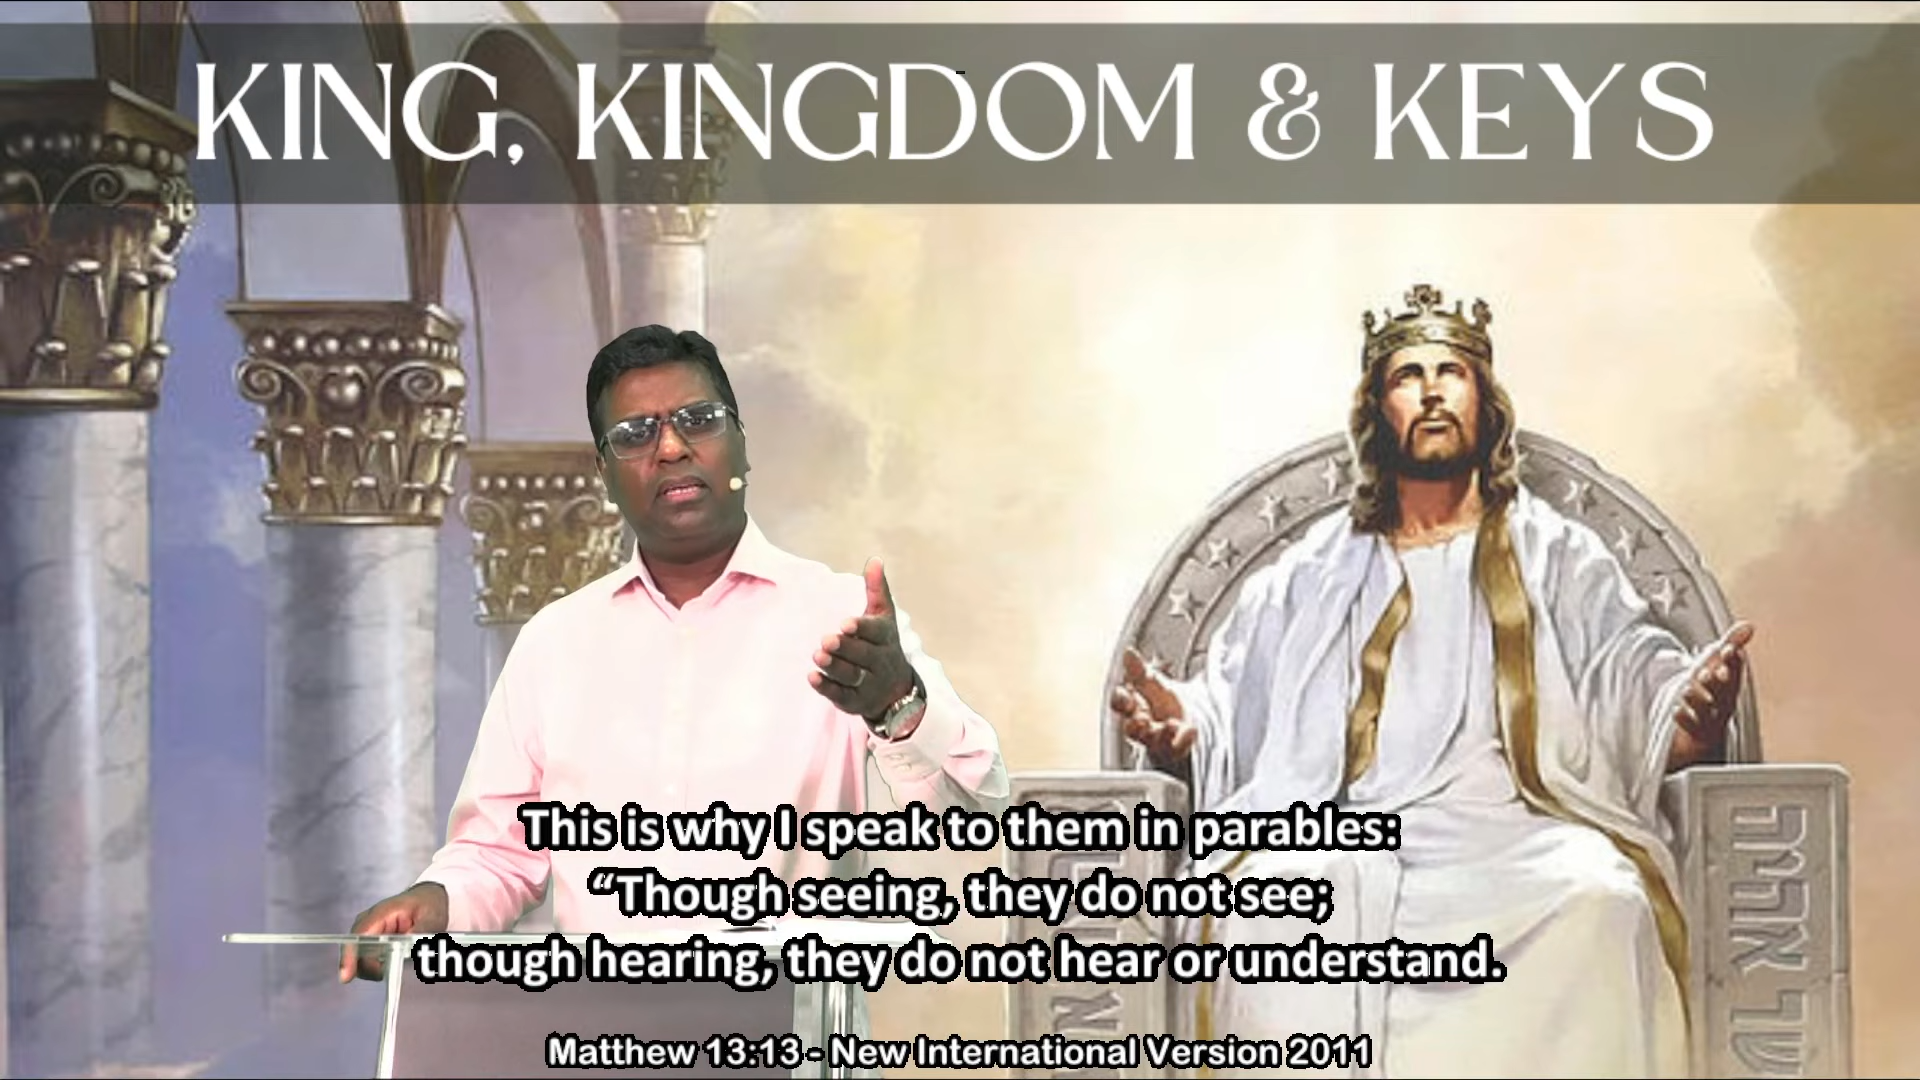 KING, KINGDOM & KEYS
This is why I speak to them in parables:
“Though seeing, they do not see;
though hearing, they do not hear or understand.
Matthew 13:13 - New International Version 2011